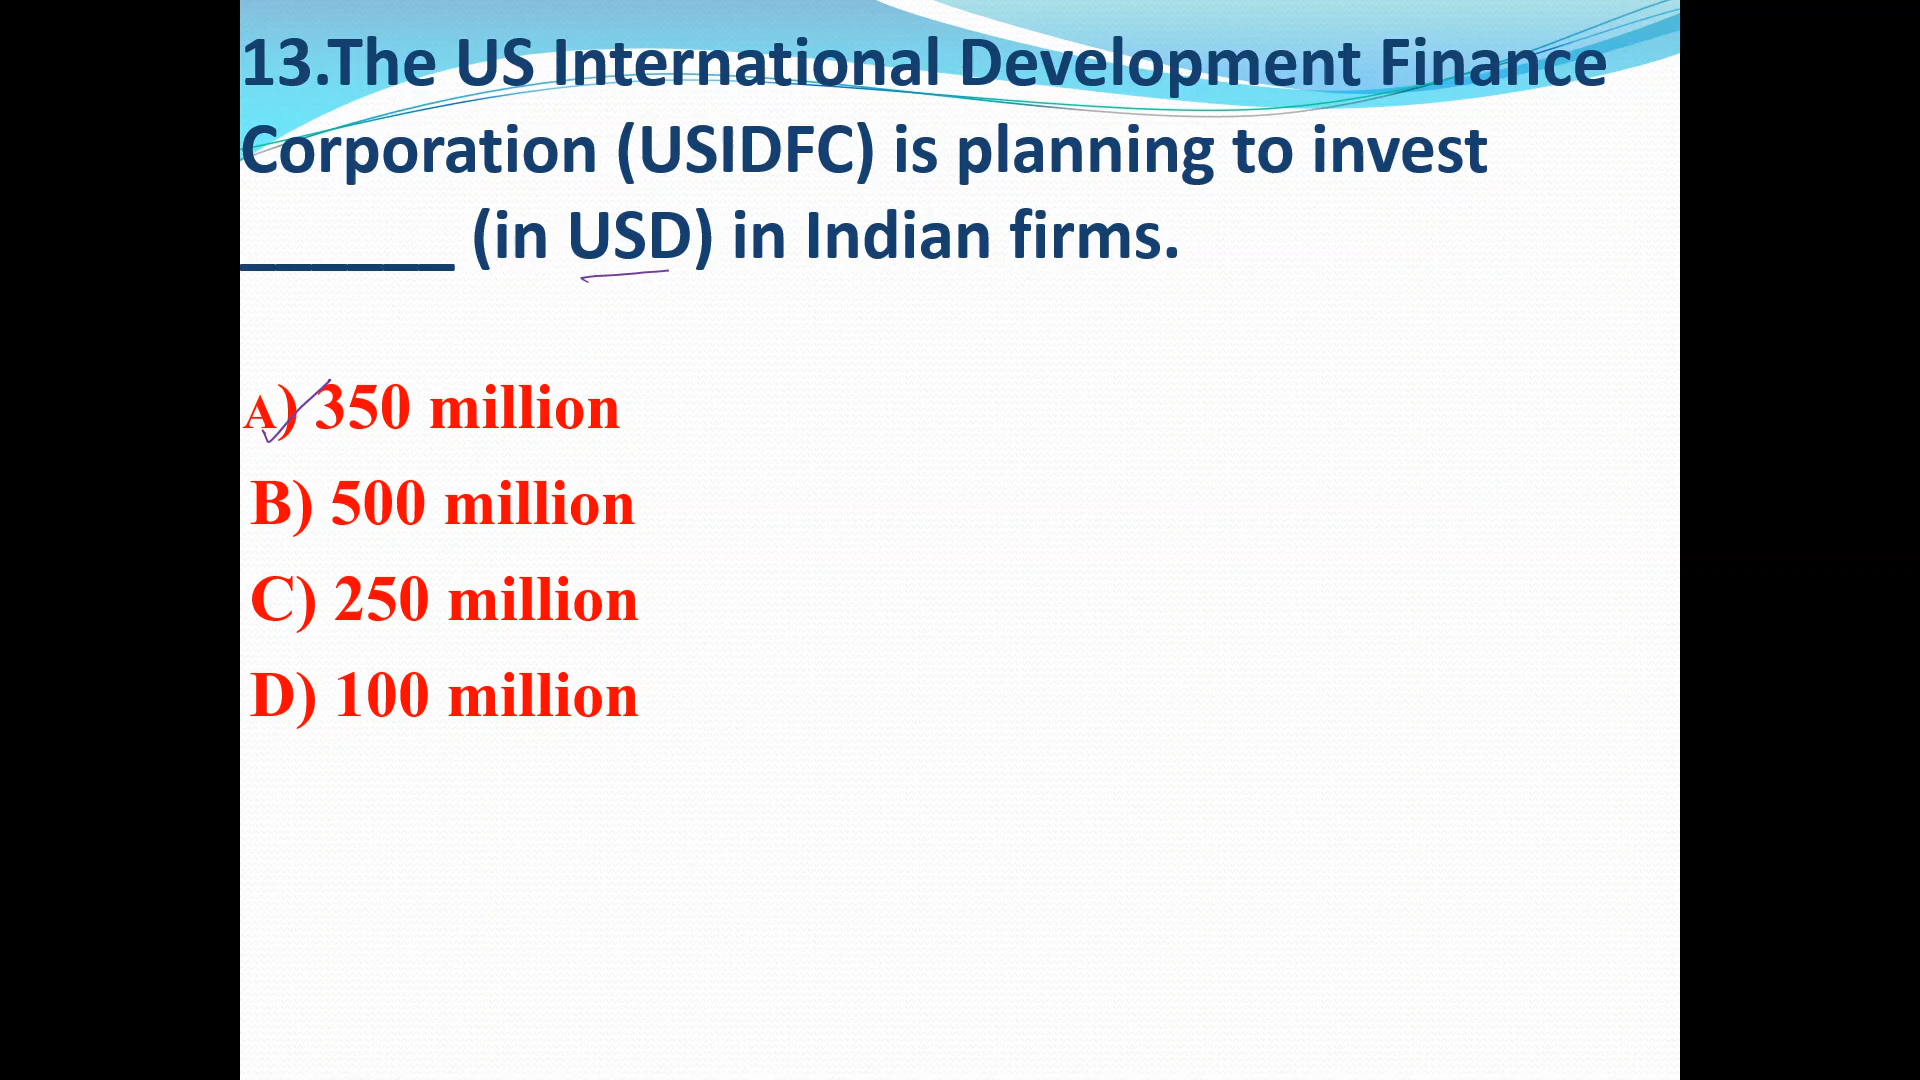 13.The US International Development Finance
Corporation (USIDFC) is planning to invest
______ (in USD) in Indian firms.
A) 350 million
B) 500 million
C) 250 million
D) 100 million